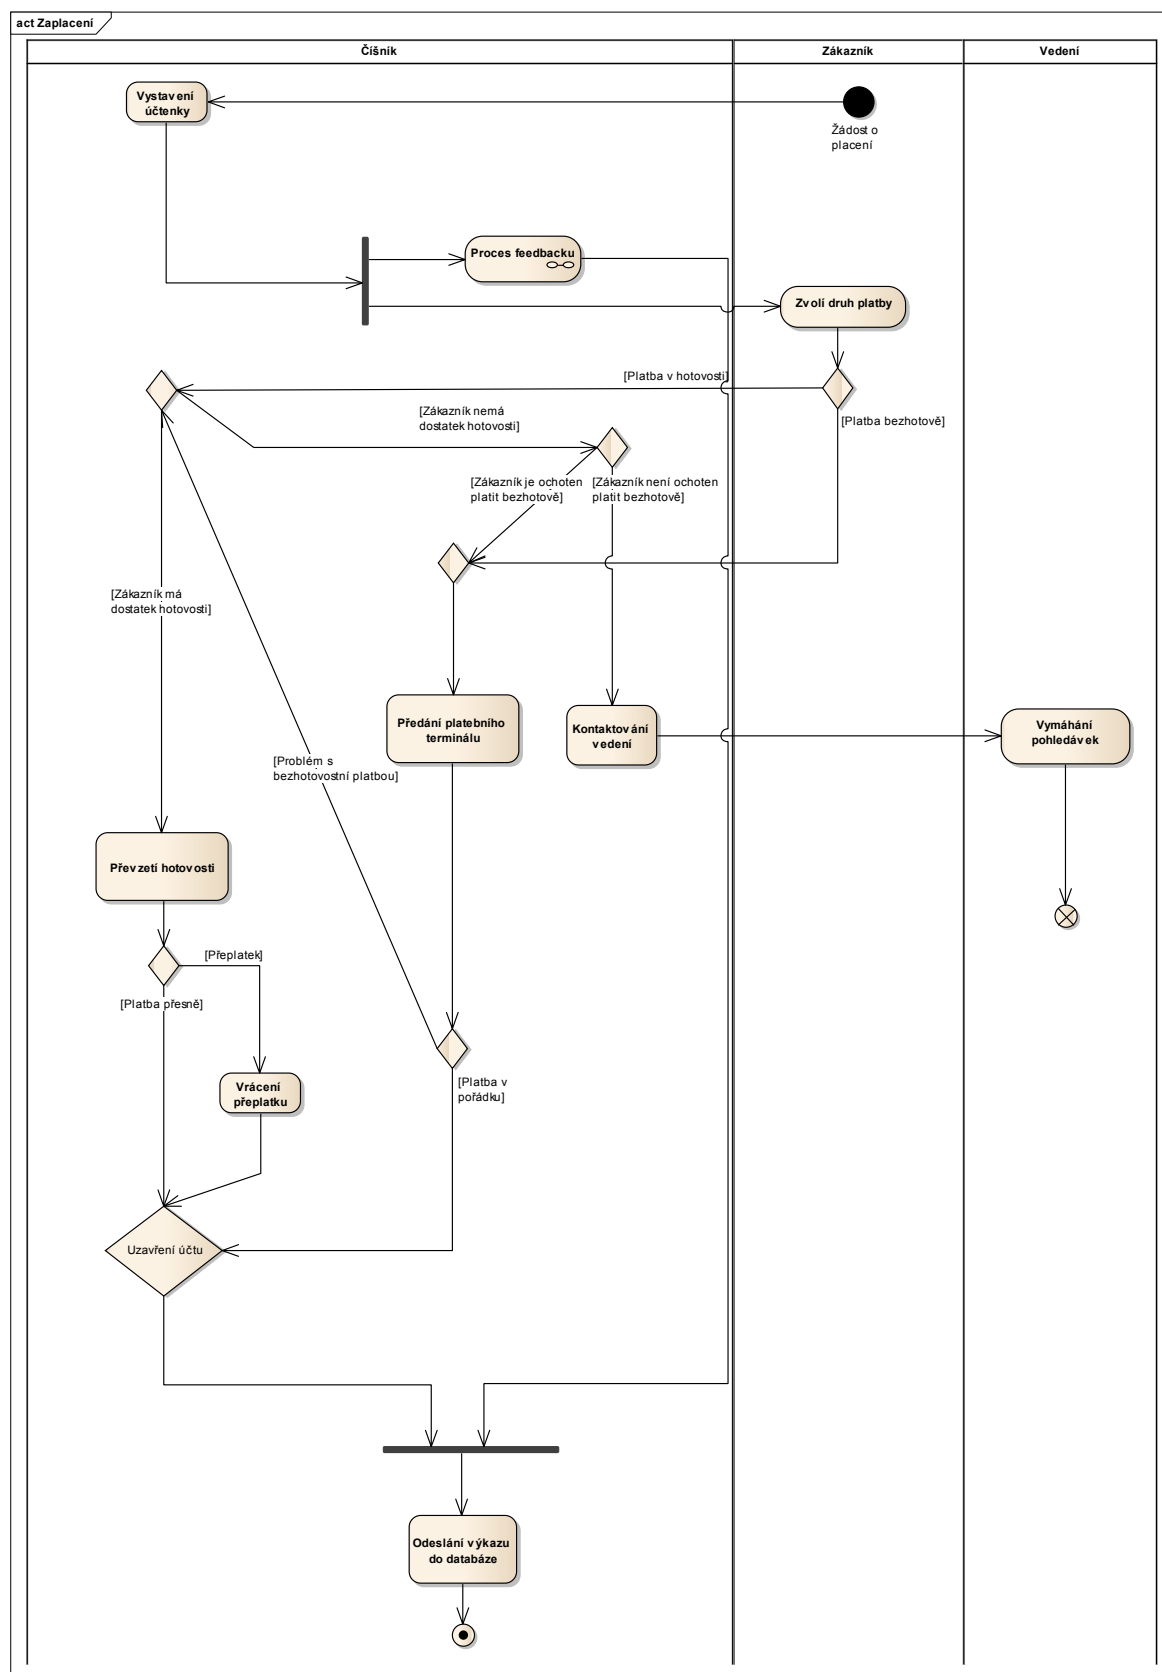 act Zaplacení
Číšník
Zákazník
Vedení
Vystavení
účtenky
Žádost o
placení
Proces feedbacku
Zvolí druh platby
[Platba v hotovosti]
[Zákazník nemá
dostatek hotovosti]
[Platba bezhotově]
[Zákazník je ochoten
platit bezhotově]
[Zákazník není ochoten
platit bezhotově]
[Zákazník má
dostatek hotovosti]
Předání platebního
terminálu
Kontaktování
vedení
Vymáhání
pohledávek
[Problém s
bezhotovostní platbou]
Převzetí hotovosti
[Přeplatek]
[Platba přesně]
Vrácení
přeplatku
[Platba v
pořádku]
Uzavření účtu
Odeslání výkazu
do databáze